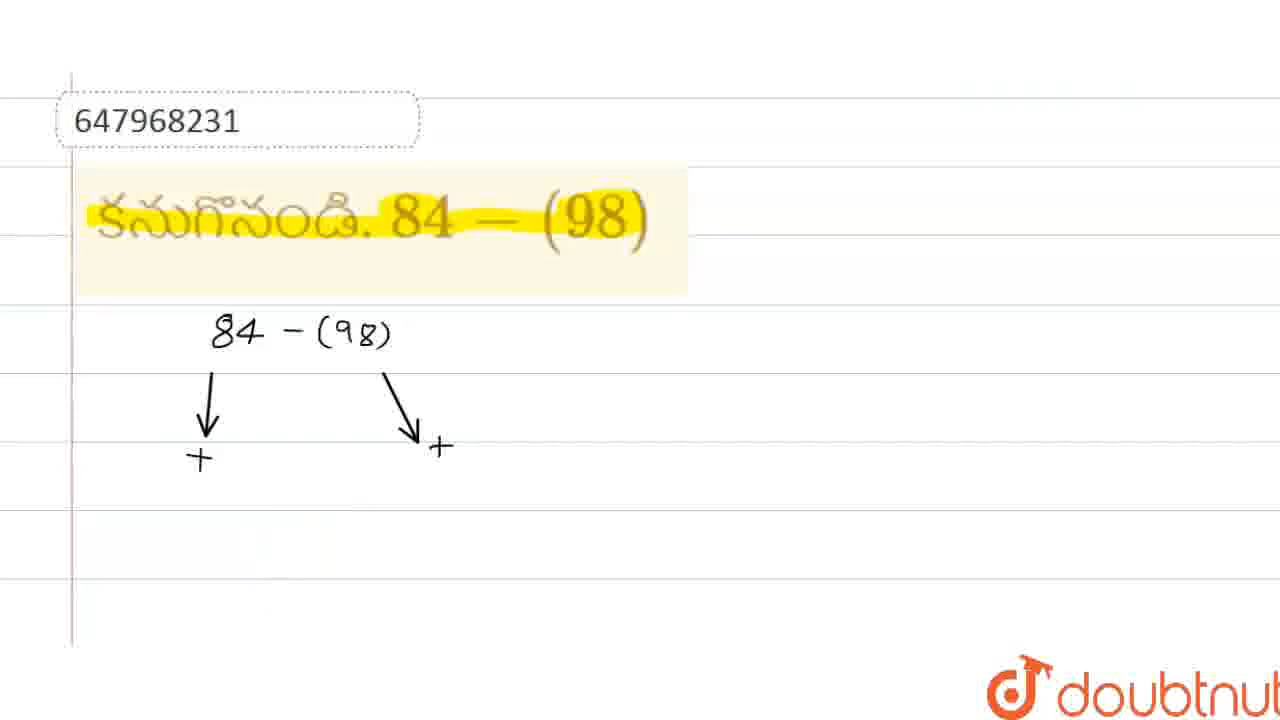 647968231
కనుగొనండి. 84 − (98)
84 - (98)
+ +
doubtnut